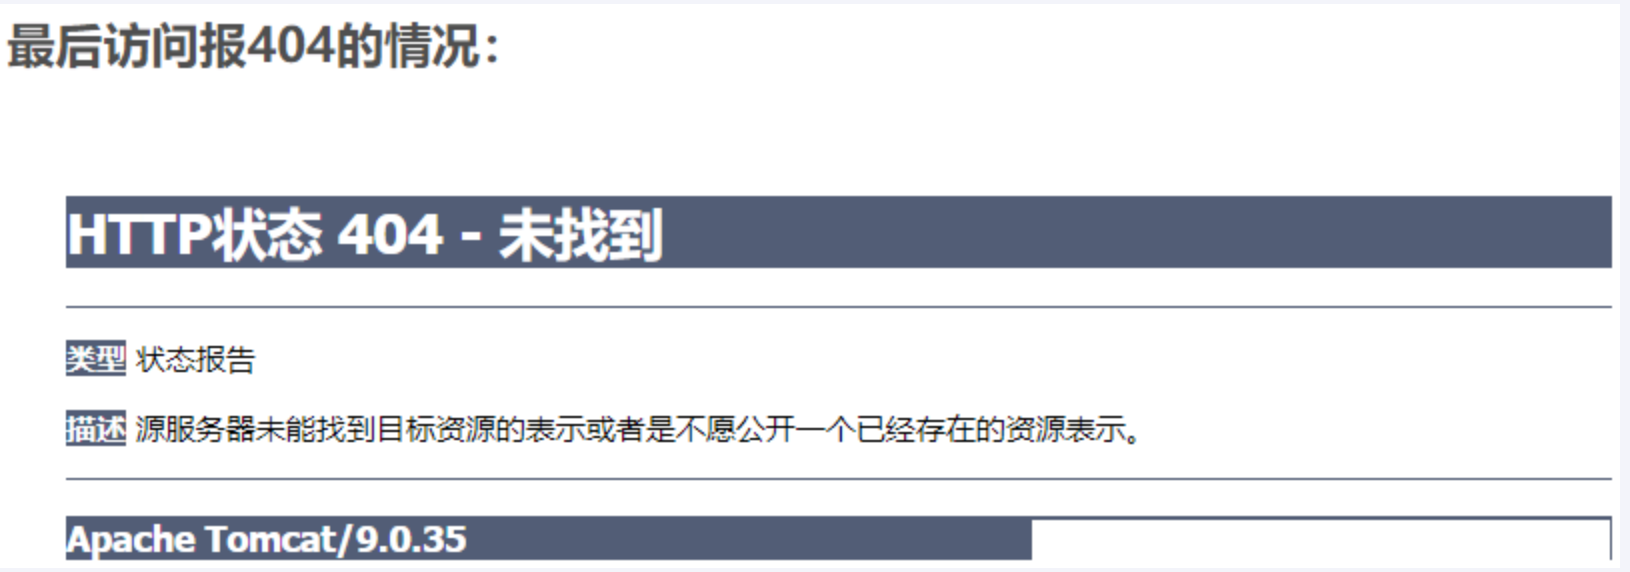 最后访问报404的情况：
HTTP状态 404 - 未找到
类型 状态报告
描述 源服务器未能找到目标资源的表示或者是不愿公开一个已经存在的资源表示。
Apache Tomcat/9.0.35